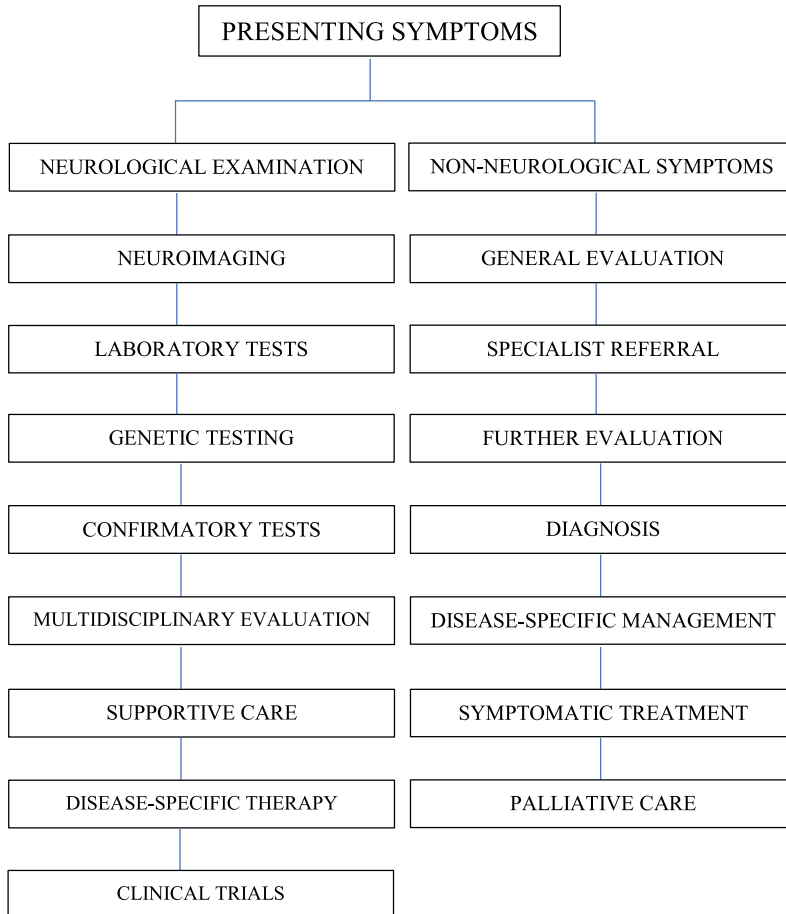 PRESENTING SYMPTOMS
NEUROLOGICAL EXAMINATION
NON-NEUROLOGICAL SYMPTOMS
NEUROIMAGING
GENERAL EVALUATION
LABORATORY TESTS
SPECIALIST REFERRAL
GENETIC TESTING
FURTHER EVALUATION
CONFIRMATORY TESTS
DIAGNOSIS
MULTIDISCIPLINARY EVALUATION
DISEASE-SPECIFIC MANAGEMENT
SUPPORTIVE CARE
SYMPTOMATIC TREATMENT
DISEASE-SPECIFIC THERAPY
PALLIATIVE CARE
CLINICAL TRIALS